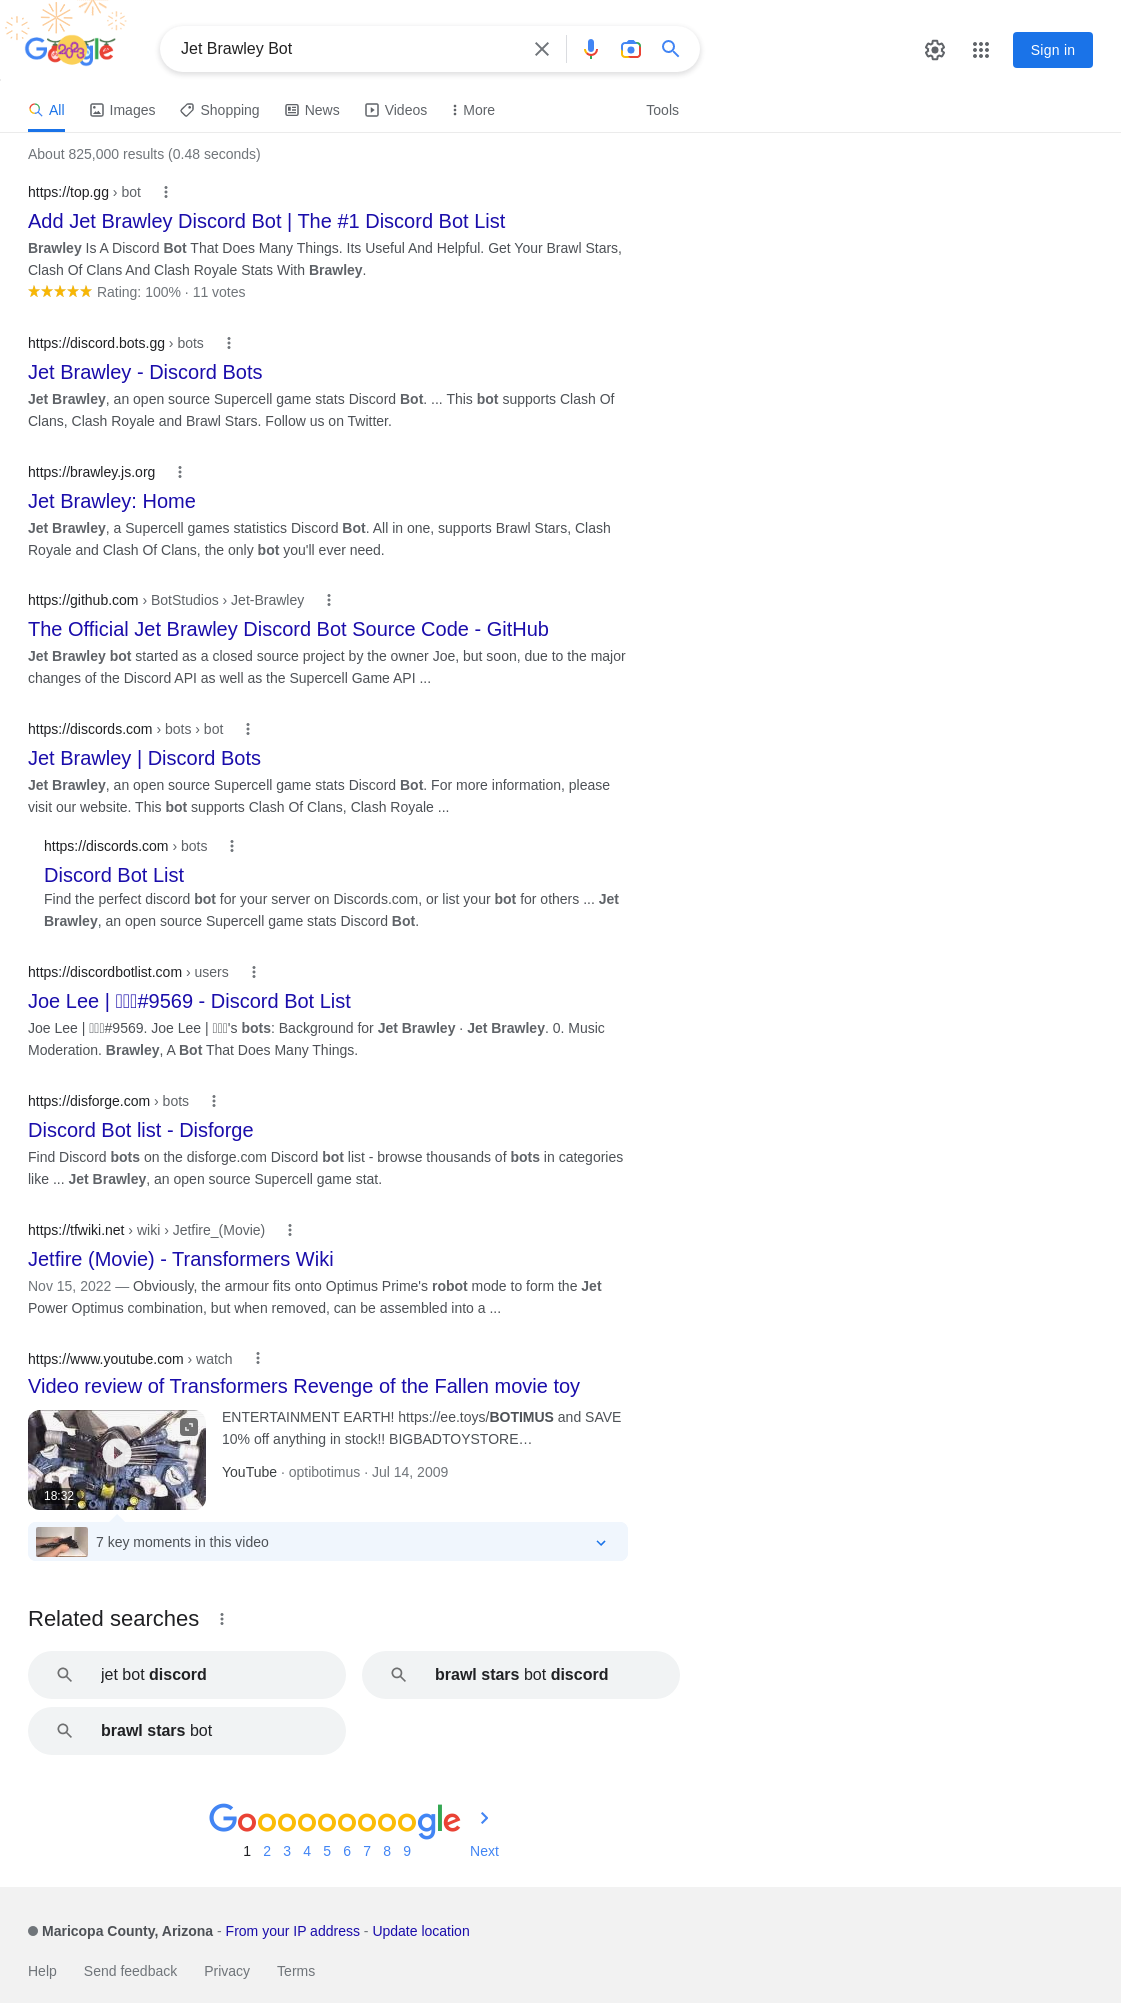 Google
Jet Brawley Bot
Sign in
All
Images
Shopping
News
Videos
More
Tools
About 825,000 results (0.48 seconds)
https://top.gg › bot
Add Jet Brawley Discord Bot | The #1 Discord Bot List
Brawley Is A Discord Bot That Does Many Things. Its Useful And Helpful. Get Your Brawl Stars,
Clash Of Clans And Clash Royale Stats With Brawley.
Rating: 100% · 11 votes
https://discord.bots.gg › bots
Jet Brawley - Discord Bots
Jet Brawley, an open source Supercell game stats Discord Bot. ... This bot supports Clash Of
Clans, Clash Royale and Brawl Stars. Follow us on Twitter.
https://brawley.js.org
Jet Brawley: Home
Jet Brawley, a Supercell games statistics Discord Bot. All in one, supports Brawl Stars, Clash
Royale and Clash Of Clans, the only bot you'll ever need.
https://github.com › BotStudios › Jet-Brawley
The Official Jet Brawley Discord Bot Source Code - GitHub
Jet Brawley bot started as a closed source project by the owner Joe, but soon, due to the major
changes of the Discord API as well as the Supercell Game API ...
https://discords.com › bots › bot
Jet Brawley | Discord Bots
Jet Brawley, an open source Supercell game stats Discord Bot. For more information, please
visit our website. This bot supports Clash Of Clans, Clash Royale ...
https://discords.com › bots
Discord Bot List
Find the perfect discord bot for your server on Discords.com, or list your bot for others ... Jet
Brawley, an open source Supercell game stats Discord Bot.
https://discordbotlist.com › users
Joe Lee | #9569 - Discord Bot List
Joe Lee | #9569. Joe Lee | 's bots: Background for Jet Brawley · Jet Brawley. 0. Music
Moderation. Brawley, A Bot That Does Many Things.
https://disforge.com › bots
Discord Bot list - Disforge
Find Discord bots on the disforge.com Discord bot list - browse thousands of bots in categories
like ... Jet Brawley, an open source Supercell game stat.
https://tfwiki.net › wiki › Jetfire_(Movie)
Jetfire (Movie) - Transformers Wiki
Nov 15, 2022 — Obviously, the armour fits onto Optimus Prime's robot mode to form the Jet
Power Optimus combination, but when removed, can be assembled into a ...
https://www.youtube.com › watch
Video review of Transformers Revenge of the Fallen movie toy
ENTERTAINMENT EARTH! https://ee.toys/BOTIMUS and SAVE
10% off anything in stock!! BIGBADTOYSTORE…
YouTube · optibotimus · Jul 14, 2009
18:32
7 key moments in this video
Related searches
jet bot discord
brawl stars bot discord
brawl stars bot
Gooooooooogle
1 2 3 4 5 6 7 8 9 Next
Maricopa County, Arizona - From your IP address - Update location
Help Send feedback Privacy Terms